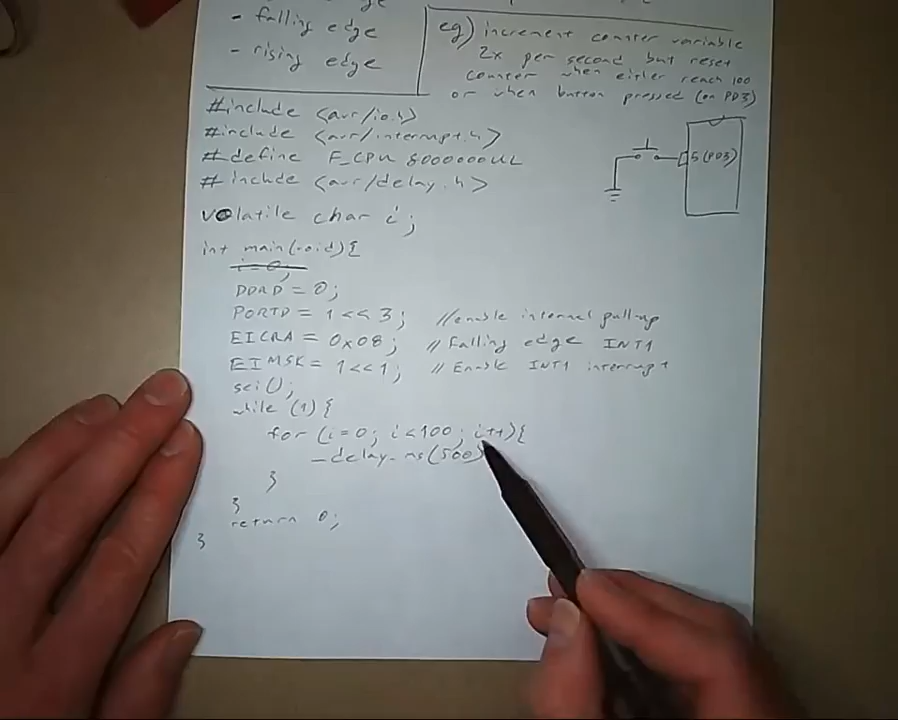 - falling edge
- rising edge
eg) increment counter variable
2x per second but reset
counter when either reach 100
or when button pressed (on PD3)
#include <avr/io.h>
#include <avr/interrupt.h>
#define F_CPU 8000000UL
#include <avr/delay.h>
5(PD3)
volatile char i;
int main(void){
i=0;
DDRD = 0;
PORTD = 1<<3; //enable internal pull-up
EICRA = 0x08; //Falling edge INT1
EIMSK = 1<<1; //Enable INT1 interrupt
sei();
while (1) {
for (i=0; i<100; i++){
_delay_ms(500)
}
}
return 0;
}